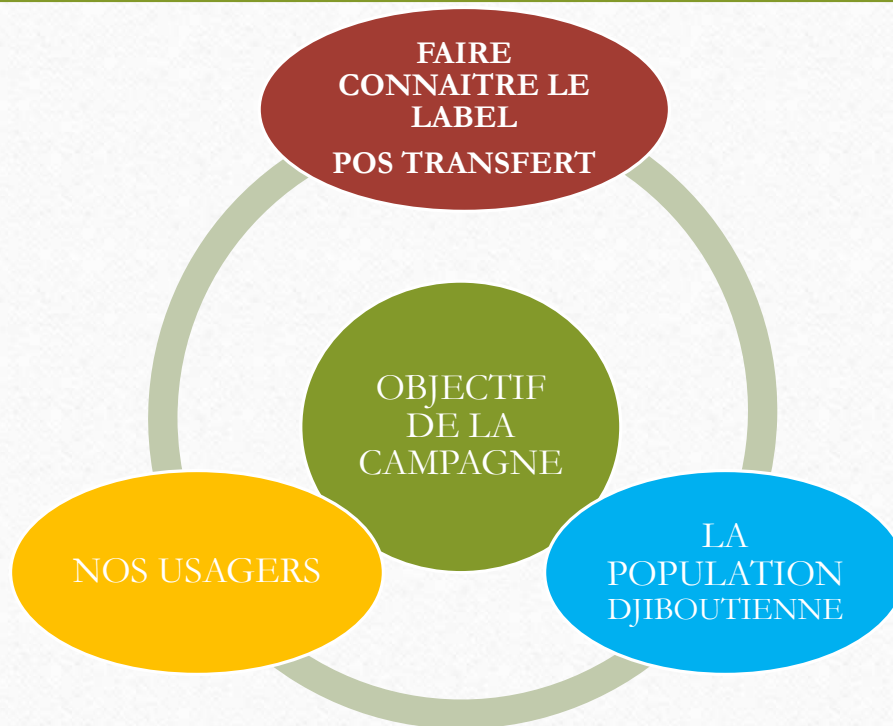 FAIRE
CONNAITRE LE
LABEL
POS TRANSFERT
OBJECTIF
DE LA
CAMPAGNE
NOS USAGERS
LA
POPULATION
DJIBOUTIENNE